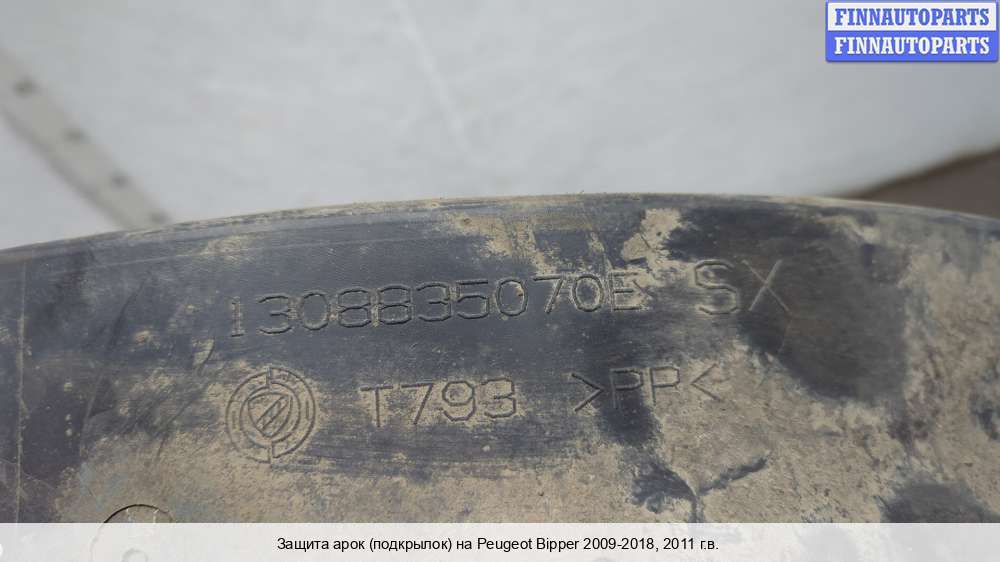 FINNAUTOPARTS
FINNAUTOPARTS
1308835070E SX
T793 >PP<
Защита арок (подкрылок) на Peugeot Bipper 2009-2018, 2011 г.в.